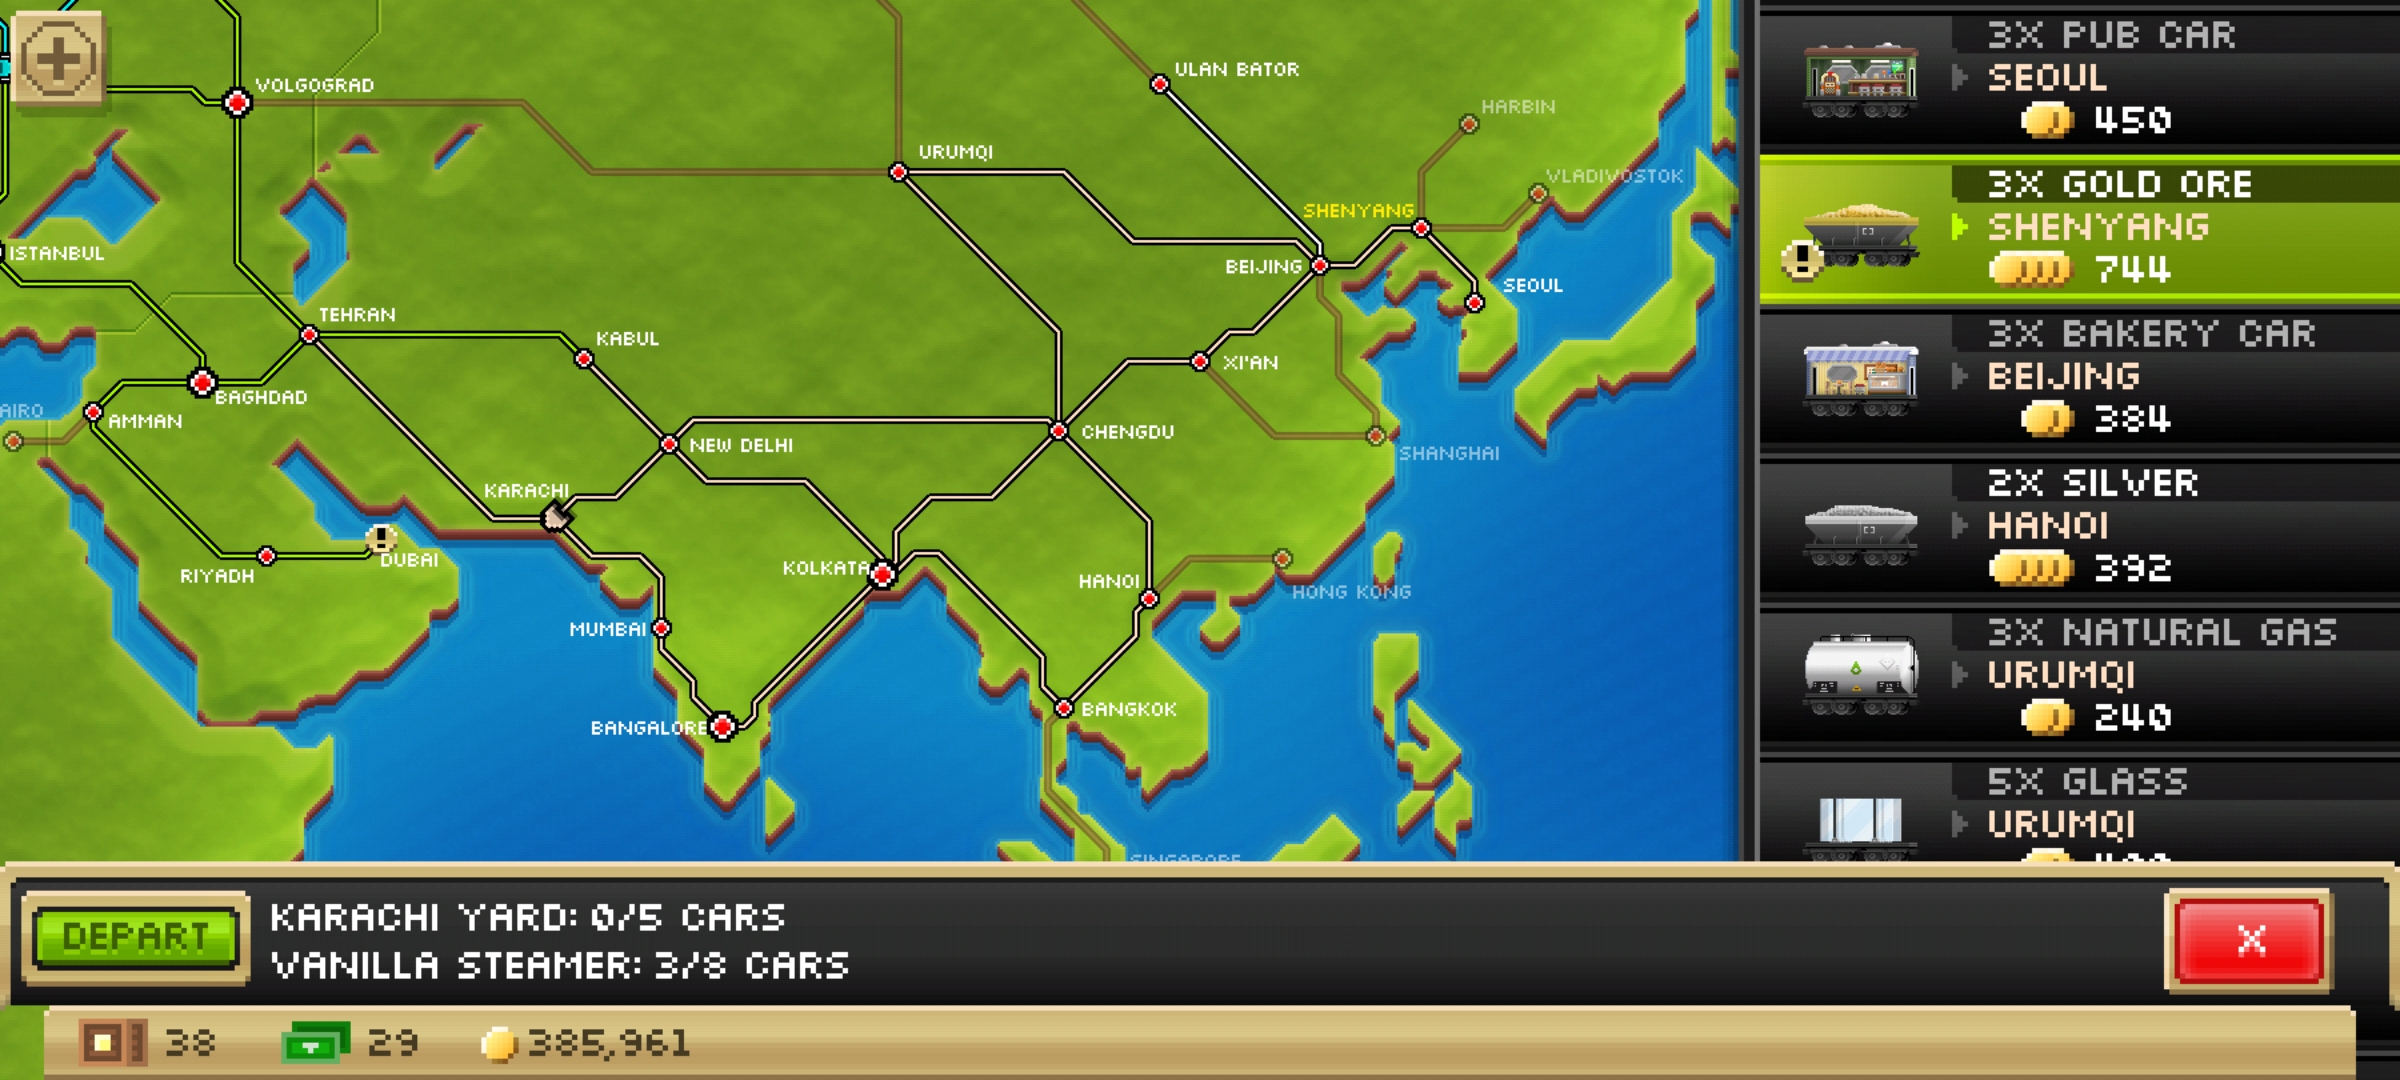 VOLGOGRAD
ULAN BATOR
HARBIN
URUMQI
VLADIVOSTOK
SHENYANG
ISTANBUL
BEIJING
SEOUL
TEHRAN
KABUL
XI'AN
BAGHDAD
AIRO
AMMAN
NEW DELHI
CHENGDU
SHANGHAI
KARACHI
DUBAI
RIYADH
KOLKATA
HANOI
HONG KONG
MUMBAI
BANGALORE
BANGKOK
SINGAPORE
3X PUB CAR
SEOUL
450
3X GOLD ORE
SHENYANG
744
3X BAKERY CAR
BEIJING
384
2X SILVER
HANOI
392
3X NATURAL GAS
URUMQI
240
5X GLASS
URUMQI
DEPART
KARACHI YARD: 0/5 CARS
VANILLA STEAMER: 3/8 CARS
X
38
29
385,961